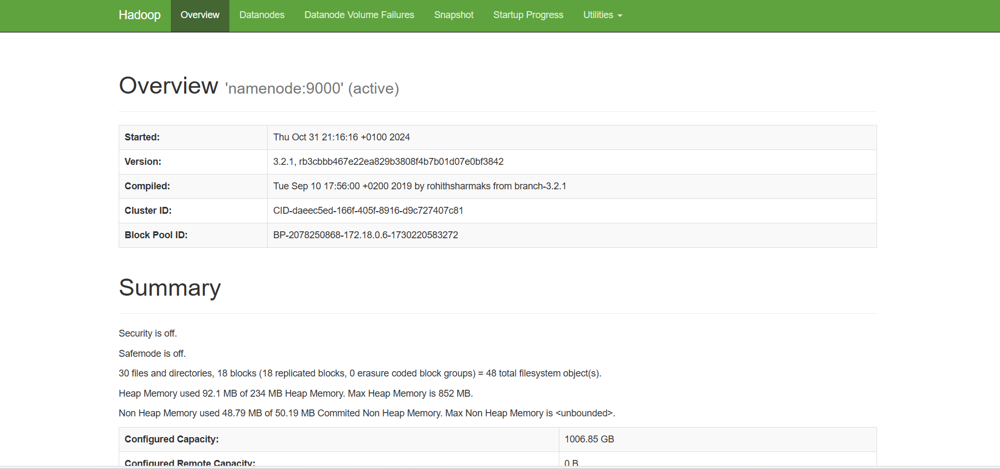 Hadoop Overview Datanodes Datanode Volume Failures Snapshot Startup Progress Utilities
Overview 'namenode:9000' (active)
Started: Thu Oct 31 21:16:16 +0100 2024
Version: 3.2.1, rb3cbbb467e22ea829b3808f4b7b01d07e0bf3842
Compiled: Tue Sep 10 17:56:00 +0200 2019 by rohithsharmaks from branch-3.2.1
Cluster ID: CID-daeec5ed-166f-405f-8916-d9c727407c81
Block Pool ID: BP-2078250868-172.18.0.6-1730220583272
Summary
Security is off.
Safemode is off.
30 files and directories, 18 blocks (18 replicated blocks, 0 erasure coded block groups) = 48 total filesystem object(s).
Heap Memory used 92.1 MB of 234 MB Heap Memory. Max Heap Memory is 852 MB.
Non Heap Memory used 48.79 MB of 50.19 MB Commited Non Heap Memory. Max Non Heap Memory is <unbounded>.
Configured Capacity: 1006.85 GB
Configured Remote Capacity: 0 B